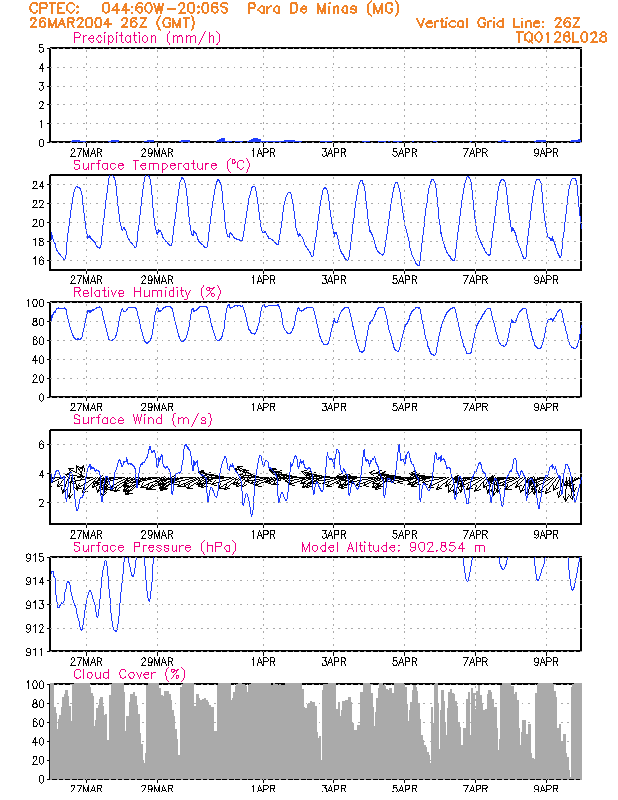 CPTEC: 044:60W-20:06S Para De Minas (MG)
26MAR2004 26Z (GMT) Vertical Grid Line: 26Z
Precipitation (mm/h) TQ0126L028
5
4
3
2
1
0
27MAR 29MAR 1APR 3APR 5APR 7APR 9APR
Surface Temperature (ºC)
24
22
20
18
16
27MAR 29MAR 1APR 3APR 5APR 7APR 9APR
Relative Humidity (%)
100
80
60
40
20
0
27MAR 29MAR 1APR 3APR 5APR 7APR 9APR
Surface Wind (m/s)
6
4
2
27MAR 29MAR 1APR 3APR 5APR 7APR 9APR
Surface Pressure (hPa) Model Altitude: 902.854 m
915
914
913
912
911
27MAR 29MAR 1APR 3APR 5APR 7APR 9APR
Cloud Cover (%)
100
80
60
40
20
0
27MAR 29MAR 1APR 3APR 5APR 7APR 9APR